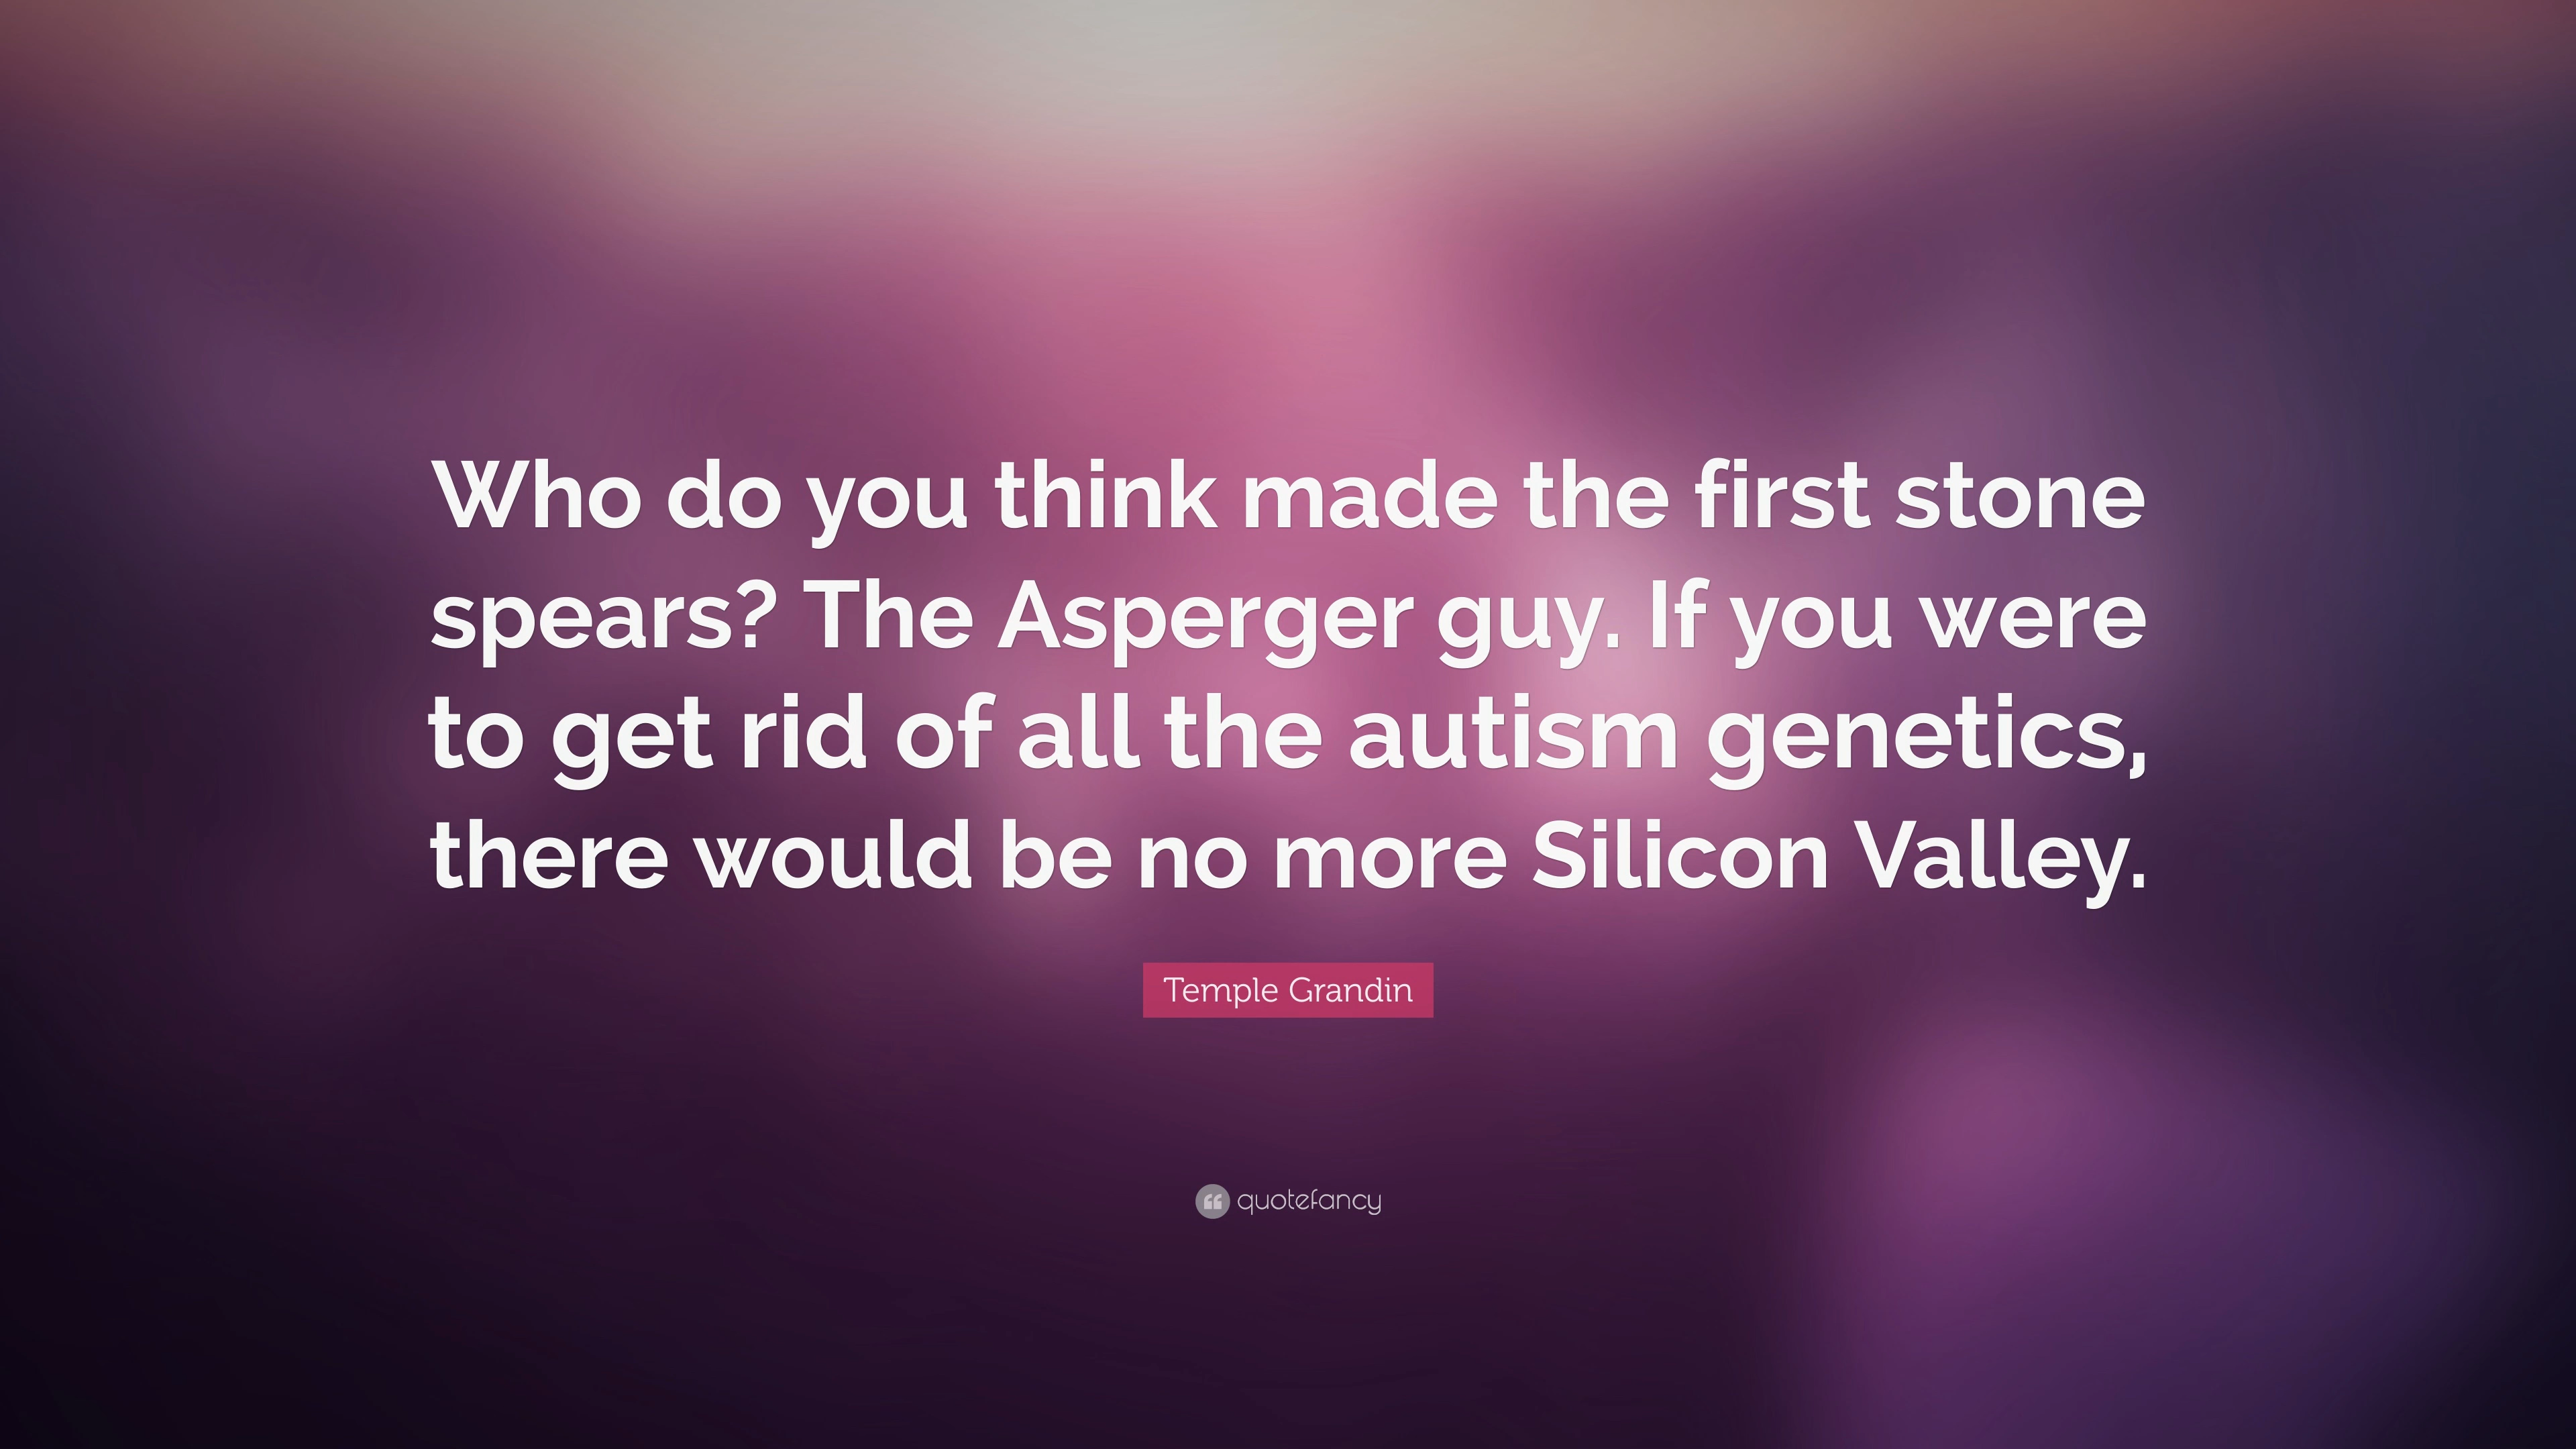 Who do you think made the first stone
spears? The Asperger guy. If you were
to get rid of all the autism genetics,
there would be no more Silicon Valley.
Temple Grandin
quotefancy